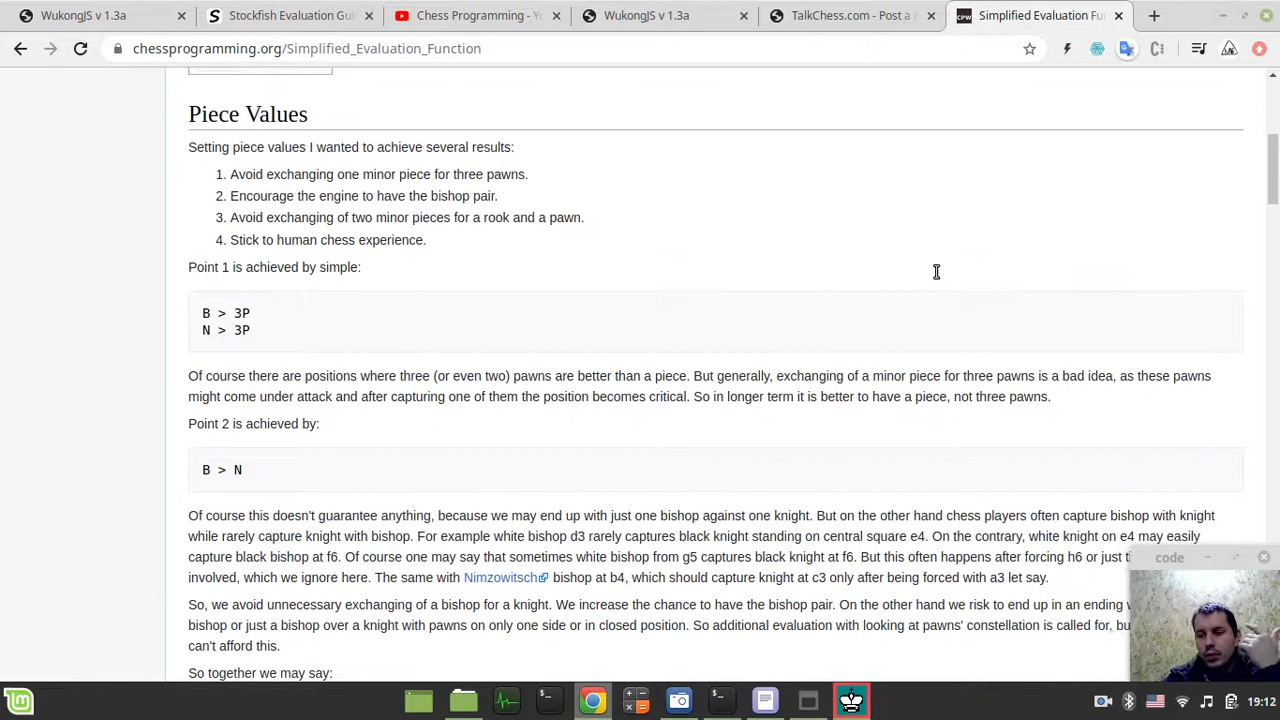 WukongJS v 1.3a
Stockfish Evaluation Gui
Chess Programming - Yo
WukongJS v 1.3a
TalkChess.com - Post a r
Simplified Evaluation Fu
chessprogramming.org/Simplified_Evaluation_Function
Piece Values
Setting piece values I wanted to achieve several results:
1. Avoid exchanging one minor piece for three pawns.
2. Encourage the engine to have the bishop pair.
3. Avoid exchanging of two minor pieces for a rook and a pawn.
4. Stick to human chess experience.
Point 1 is achieved by simple:
B > 3P
N > 3P
Of course there are positions where three (or even two) pawns are better than a piece. But generally, exchanging of a minor piece for three pawns is a bad idea, as these pawns
might come under attack and after capturing one of them the position becomes critical. So in longer term it is better to have a piece, not three pawns.
Point 2 is achieved by:
B > N
Of course this doesn't guarantee anything, because we may end up with just one bishop against one knight. But on the other hand chess players often capture bishop with knight
while rarely capture knight with bishop. For example white bishop d3 rarely captures black knight standing on central square e4. On the contrary, white knight on e4 may easily
capture black bishop at f6. Of course one may say that sometimes white bishop from g5 captures black knight at f6. But this often happens after forcing h6 or just
involved, which we ignore here. The same with Nimzowitsch bishop at b4, which should capture knight at c3 only after being forced with a3 let say.
So, we avoid unnecessary exchanging of a bishop for a knight. We increase the chance to have the bishop pair. On the other hand we risk to end up in an ending
bishop or just a bishop over a knight with pawns on only one side or in closed position. So additional evaluation with looking at pawns' constellation is called for,
can't afford this.
So together we may say:
code
19:12